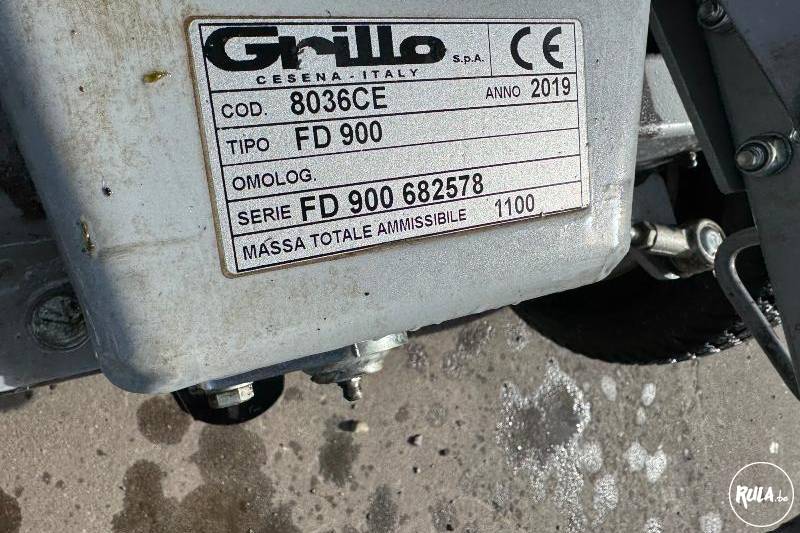 Grillo S.p.A. CE
CESENA - ITALY
COD. 8036CE ANNO 2019
TIPO FD 900
OMOLOG.
SERIE FD 900 682578
MASSA TOTALE AMMISSIBILE 1100
RULA.be